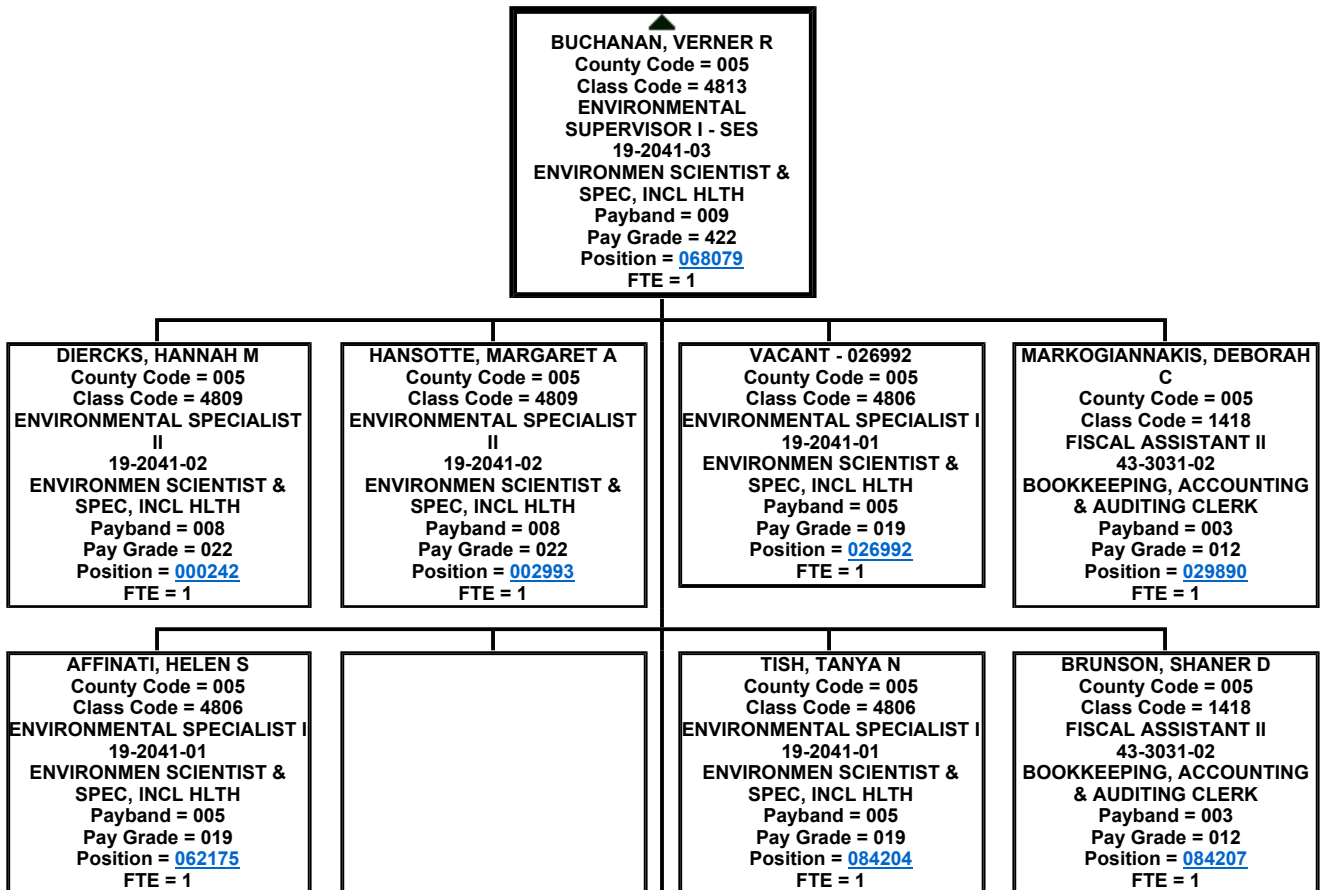 BUCHANAN, VERNER R
County Code = 005
Class Code = 4813
ENVIRONMENTAL
SUPERVISOR I - SES
19-2041-03
ENVIRONMEN SCIENTIST &
SPEC, INCL HLTH
Payband = 009
Pay Grade = 422
Position = 068079
FTE = 1
DIERCKS, HANNAH M
County Code = 005
Class Code = 4809
ENVIRONMENTAL SPECIALIST
II
19-2041-02
ENVIRONMEN SCIENTIST &
SPEC, INCL HLTH
Payband = 008
Pay Grade = 022
Position = 000242
FTE = 1
HANSOTTE, MARGARET A
County Code = 005
Class Code = 4809
ENVIRONMENTAL SPECIALIST
II
19-2041-02
ENVIRONMEN SCIENTIST &
SPEC, INCL HLTH
Payband = 008
Pay Grade = 022
Position = 002993
FTE = 1
VACANT - 026992
County Code = 005
Class Code = 4806
ENVIRONMENTAL SPECIALIST I
19-2041-01
ENVIRONMEN SCIENTIST &
SPEC, INCL HLTH
Payband = 005
Pay Grade = 019
Position = 026992
FTE = 1
MARKOGIANNAKIS, DEBORAH
C
County Code = 005
Class Code = 1418
FISCAL ASSISTANT II
43-3031-02
BOOKKEEPING, ACCOUNTING
& AUDITING CLERK
Payband = 003
Pay Grade = 012
Position = 029890
FTE = 1
AFFINATI, HELEN S
County Code = 005
Class Code = 4806
ENVIRONMENTAL SPECIALIST I
19-2041-01
ENVIRONMEN SCIENTIST &
SPEC, INCL HLTH
Payband = 005
Pay Grade = 019
Position = 062175
FTE = 1
TISH, TANYA N
County Code = 005
Class Code = 4806
ENVIRONMENTAL SPECIALIST I
19-2041-01
ENVIRONMEN SCIENTIST &
SPEC, INCL HLTH
Payband = 005
Pay Grade = 019
Position = 084204
FTE = 1
BRUNSON, SHANER D
County Code = 005
Class Code = 1418
FISCAL ASSISTANT II
43-3031-02
BOOKKEEPING, ACCOUNTING
& AUDITING CLERK
Payband = 003
Pay Grade = 012
Position = 084207
FTE = 1